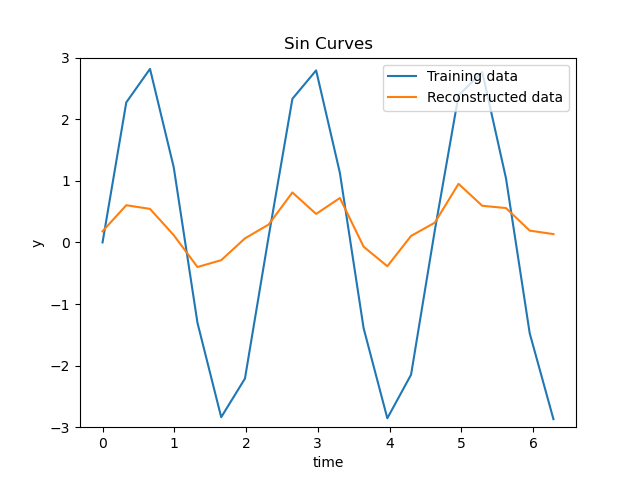 Sin Curves
Training data
Reconstructed data
3
2
1
0
−1
−2
−3
y
0
1
2
3
4
5
6
time